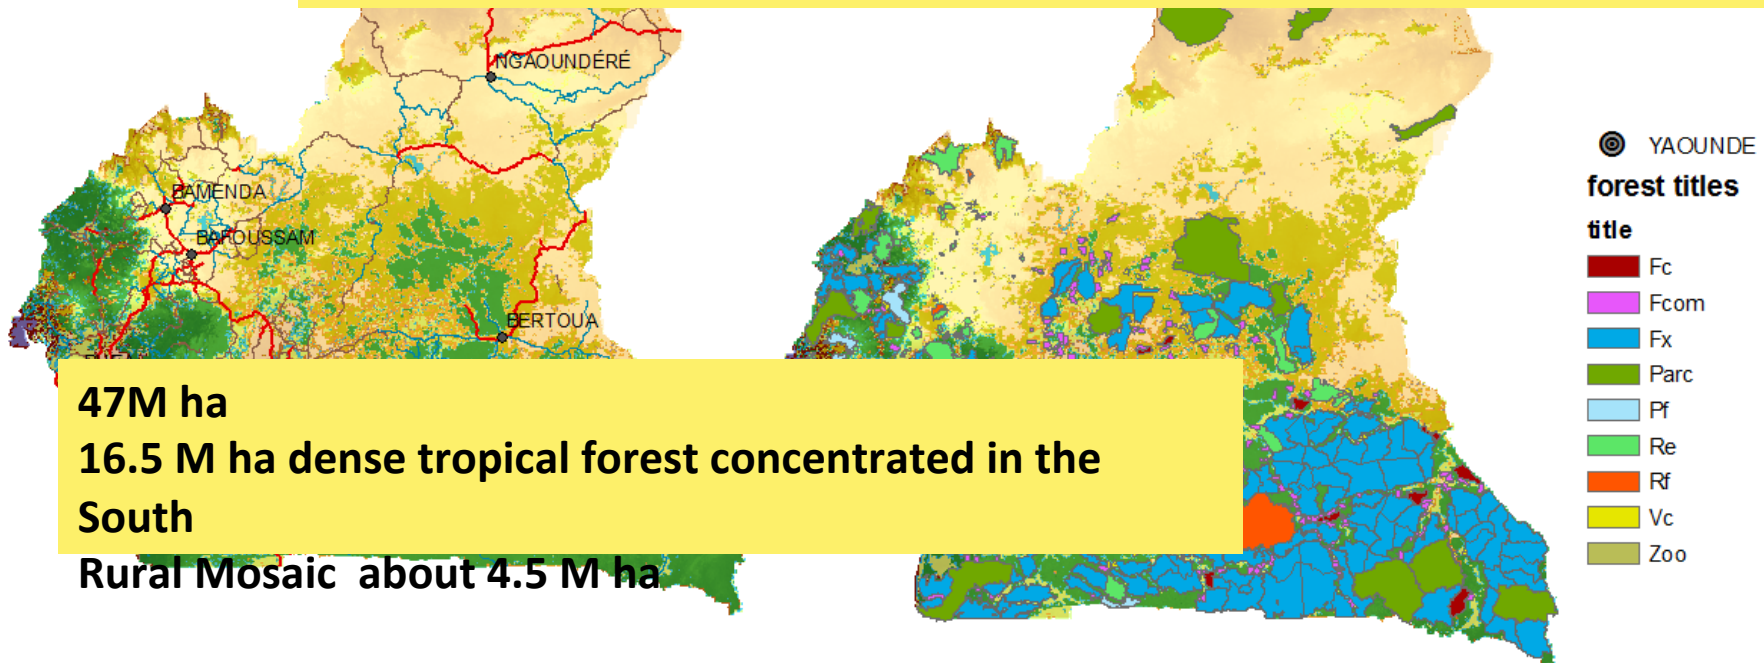 NGAOUNDÉRÉ
BAMENDA
BAFOUSSAM
BERTOUA
47M ha
16.5 M ha dense tropical forest concentrated in the
South
Rural Mosaic about 4.5 M ha
YAOUNDE
forest titles
title
Fc
Fcom
Fx
Parc
Pf
Re
Rf
Vc
Zoo